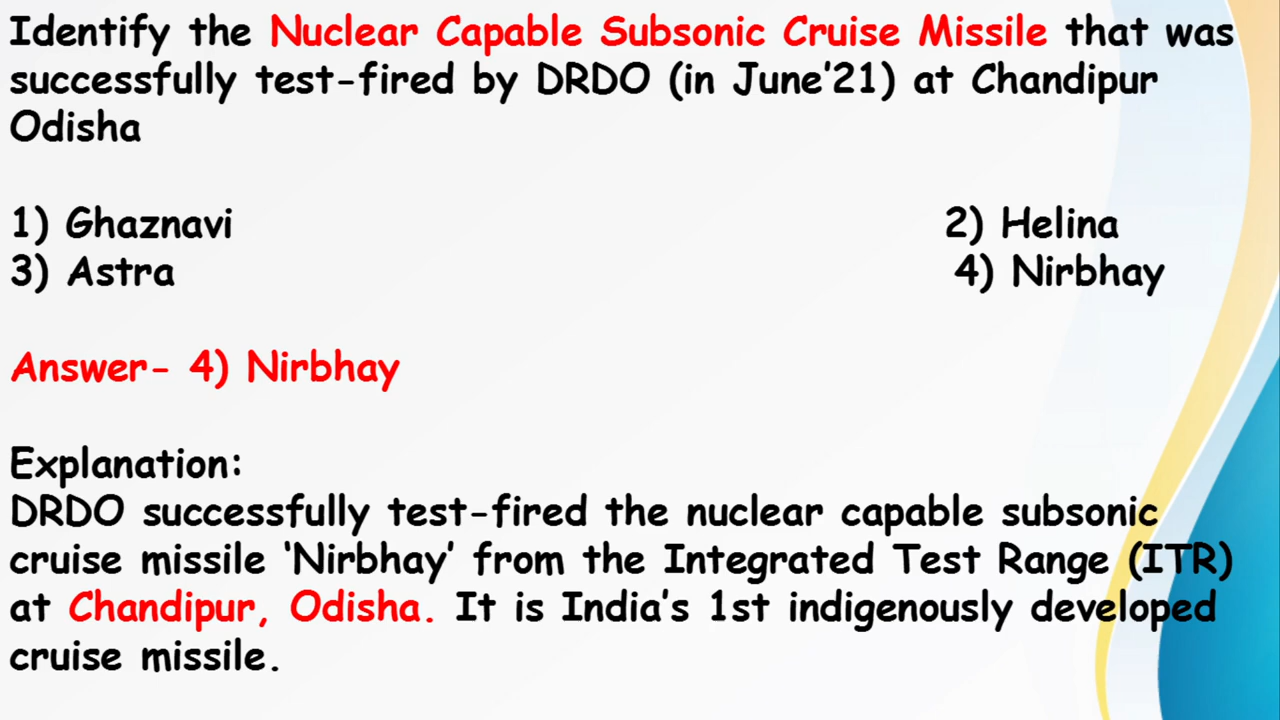 Identify the Nuclear Capable Subsonic Cruise Missile that was
successfully test-fired by DRDO (in June'21) at Chandipur
Odisha
1) Ghaznavi 2) Helina
3) Astra 4) Nirbhay
Answer- 4) Nirbhay
Explanation:
DRDO successfully test-fired the nuclear capable subsonic
cruise missile ‘Nirbhay’ from the Integrated Test Range (ITR)
at Chandipur, Odisha. It is India’s 1st indigenously developed
cruise missile.